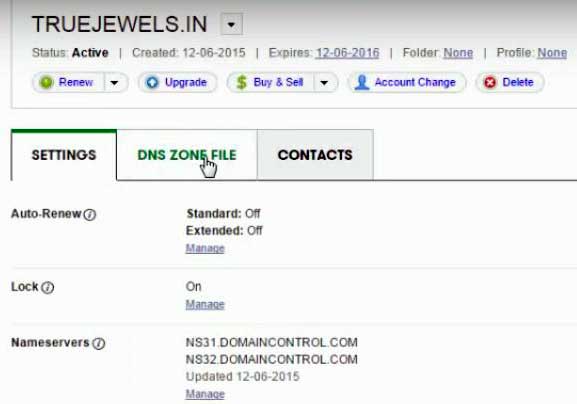 TRUEJEWELS.IN
Status: Active | Created: 12-06-2015 | Expires: 12-06-2016 | Folder: None | Profile: None
Renew Upgrade Buy & Sell Account Change Delete
SETTINGS DNS ZONE FILE CONTACTS
Auto-Renew Standard: Off
Extended: Off
Manage
Lock On
Manage
Nameservers NS31.DOMAINCONTROL.COM
NS32.DOMAINCONTROL.COM
Updated 12-06-2015
Manage